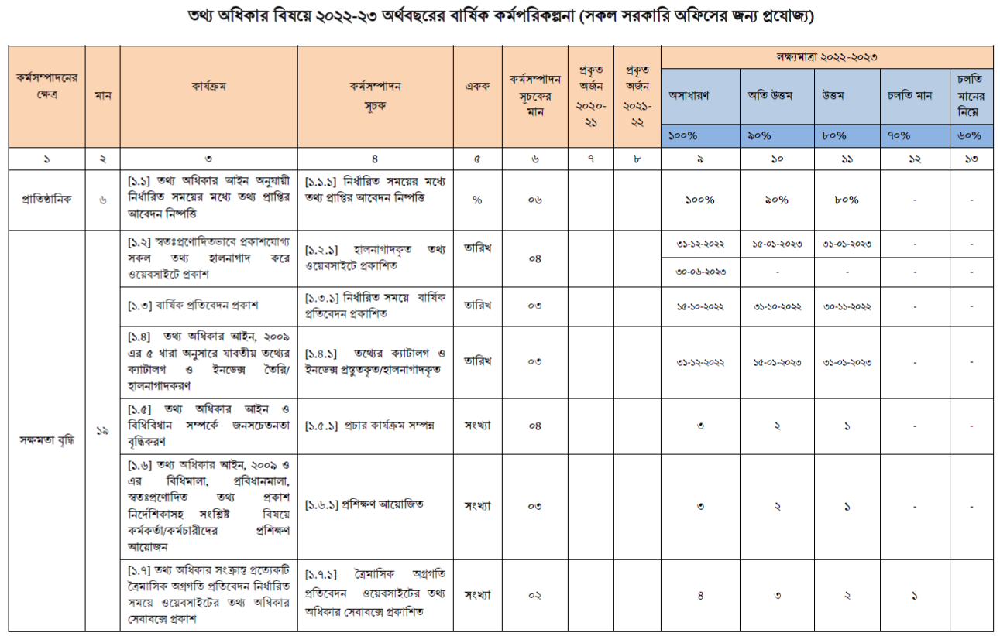 তথ্য অধিকার বিষয়ে ২০২২-২৩ অর্থবছরের বার্ষিক কর্মপরিকল্পনা (সকল সরকারি অফিসের জন্য প্রযোজ্য)
কর্মসম্পাদনের
ক্ষেত্র
মান
কার্যক্রম
কর্মসম্পাদন
সূচক
একক
কর্মসম্পাদন
সূচকের
মান
প্রকৃত
অর্জন
২০২০-
২১
প্রকৃত
অর্জন
২০২১-
২২
লক্ষ্যমাত্রা ২০২২-২০২৩
অসাধারণ
অতি উত্তম
উত্তম
চলতি মান
চলতি
মানের
নিম্নে
১০০%
৯০%
৮০%
৭০%
৬০%
১
২
৩
৪
৫
৬
৭
৮
৯
১০
১১
১২
১৩
প্রাতিষ্ঠানিক
৬
[১.১] তথ্য অধিকার আইন অনুযায়ী
নির্ধারিত সময়ের মধ্যে তথ্য প্রাপ্তির
আবেদন নিষ্পত্তি
[১.১.১] নির্ধারিত সময়ের মধ্যে
তথ্য প্রাপ্তির আবেদন নিষ্পত্তি
%
০৬
১০০%
৯০%
৮০%
-
-
সক্ষমতা বৃদ্ধি
১৯
[১.২] স্বতঃপ্রণোদিতভাবে প্রকাশযোগ্য
সকল তথ্য হালনাগাদ করে
ওয়েবসাইটে প্রকাশ
[১.২.১] হালনাগাদকৃত তথ্য
ওয়েবসাইটে প্রকাশিত
তারিখ
০৪
৩১-১২-২০২২
১৫-০১-২০২৩
৩১-০১-২০২৩
-
-
৩০-০৬-২০২৩
-
-
-
-
[১.৩] বার্ষিক প্রতিবেদন প্রকাশ
[১.৩.১] নির্ধারিত সময়ে বার্ষিক
প্রতিবেদন প্রকাশিত
তারিখ
০৩
১৫-১০-২০২২
৩১-১০-২০২২
৩০-১১-২০২২
-
-
[১.৪] তথ্য অধিকার আইন, ২০০৯
এর ৫ ধারা অনুসারে যাবতীয় তথ্যের
ক্যাটালগ ও ইনডেক্স তৈরি/
হালনাগাদকরণ
[১.৪.১] তথ্যের ক্যাটালগ ও
ইনডেক্স প্রস্তুতকৃত/হালনাগাদকৃত
তারিখ
০৩
৩১-১২-২০২২
১৫-০১-২০২৩
৩১-০১-২০২৩
-
-
[১.৫] তথ্য অধিকার আইন ও
বিধিবিধান সম্পর্কে জনসচেতনতা
বৃদ্ধিকরণ
[১.৫.১] প্রচার কার্যক্রম সম্পন্ন
সংখ্যা
০৪
৩
২
১
-
-
[১.৬] তথ্য অধিকার আইন, ২০০৯ ও
এর বিধিমালা, প্রবিধানমালা,
স্বতঃপ্রণোদিত তথ্য প্রকাশ
নির্দেশিকাসহ সংশ্লিষ্ট বিষয়ে
কর্মকর্তা/কর্মচারীদের প্রশিক্ষণ
আয়োজন
[১.৬.১] প্রশিক্ষণ আয়োজিত
সংখ্যা
০৩
৩
২
১
-
-
[১.৭] তথ্য অধিকার সংক্রান্ত প্রত্যেকটি
ত্রৈমাসিক অগ্রগতি প্রতিবেদন নির্ধারিত
সময়ে ওয়েবসাইটের তথ্য অধিকার
সেবাবক্সে প্রকাশ
[১.৭.১] ত্রৈমাসিক অগ্রগতি
প্রতিবেদন ওয়েবসাইটের তথ্য
অধিকার সেবাবক্সে প্রকাশিত
সংখ্যা
০২
৪
৩
২
১